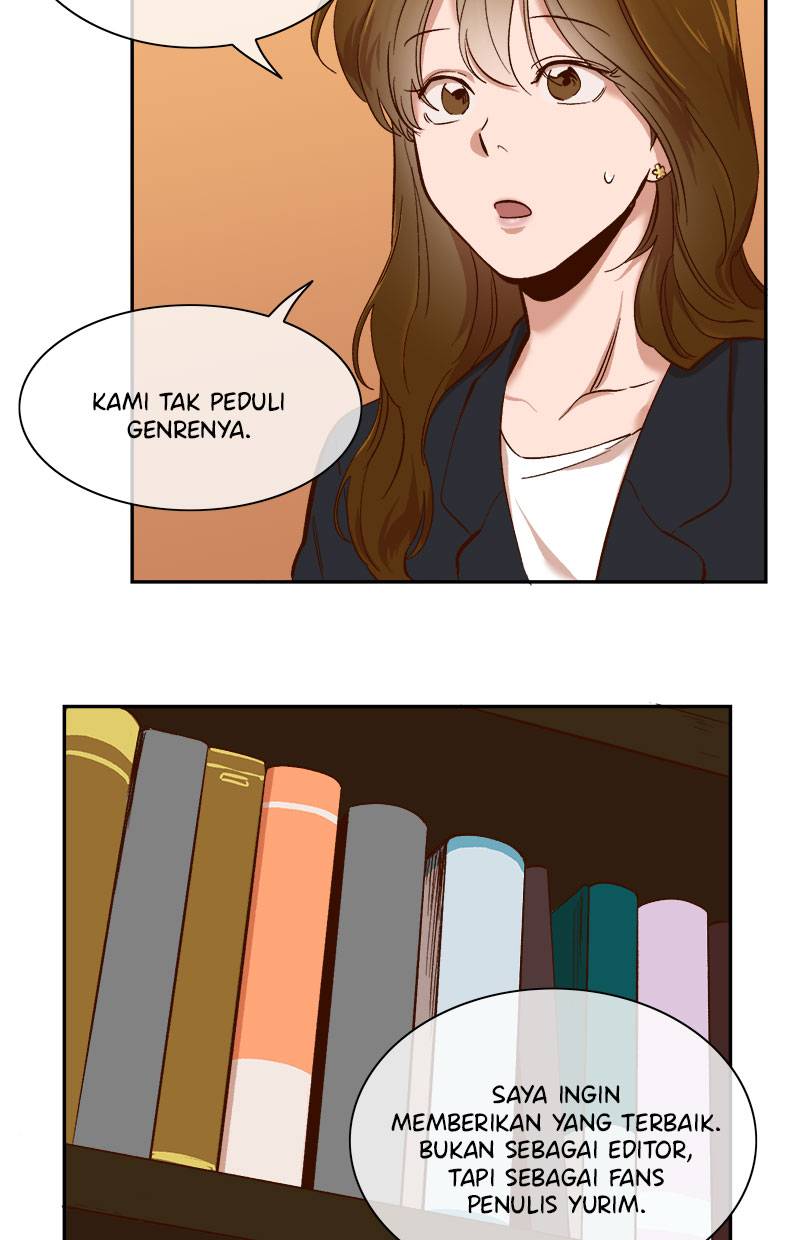 KAMI TAK PEDULI
GENRENYA.
SAYA INGIN
MEMBERIKAN YANG TERBAIK.
BUKAN SEBAGAI EDITOR,
TAPI SEBAGAI FANS
PENULIS YURIM.